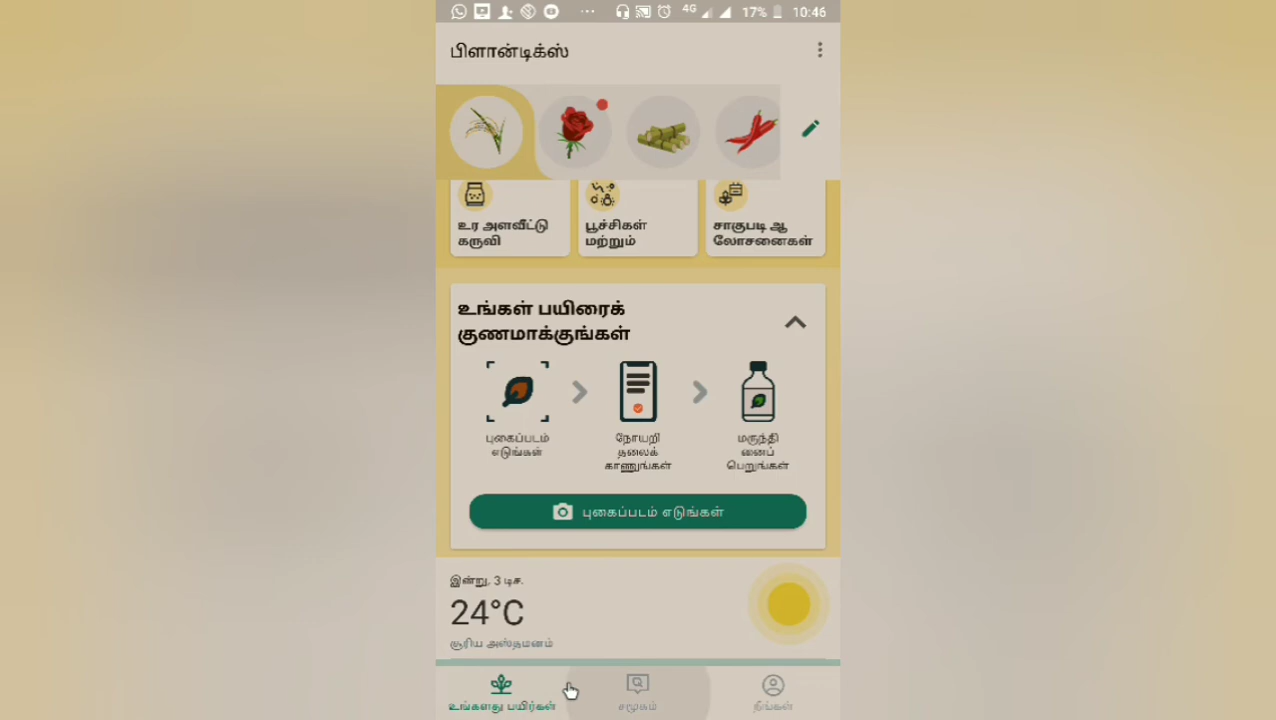 4G 17% 10:46
பிளான்டிக்ஸ்
உர அளவீட்டு
கருவி
பூச்சிகள்
மற்றும்
சாகுபடி ஆ
லோசனைகள்
உங்கள் பயிரைக்
குணமாக்குங்கள்
புகைப்படம்
எடுங்கள்
நோயறி
தலைக்
காணுங்கள்
மருந்தி
னைப்
பெறுங்கள்
புகைப்படம் எடுங்கள்
இன்று, 3 டிச.
24°C
சூரிய அஸ்தமனம்
உங்களது பயிர்கள்
சமூகம்
நீங்கள்